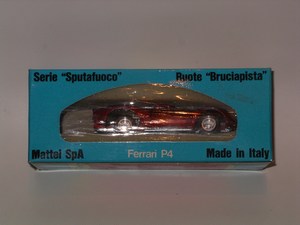 Serie "Sputafuoco" Ruote "Bruciapista"
Mattel SpA Ferrari P4 Made in Italy